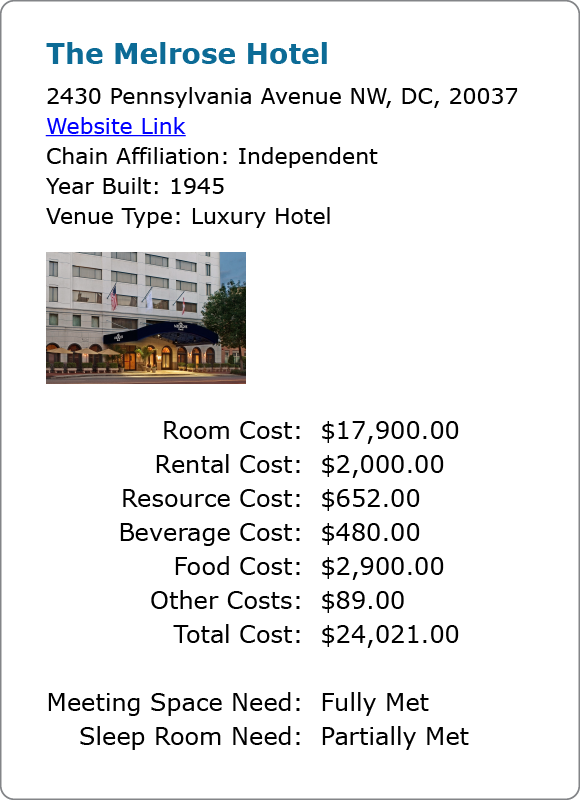 The Melrose Hotel
2430 Pennsylvania Avenue NW, DC, 20037
Website Link
Chain Affiliation: Independent
Year Built: 1945
Venue Type: Luxury Hotel
Room Cost: $17,900.00
Rental Cost: $2,000.00
Resource Cost: $652.00
Beverage Cost: $480.00
Food Cost: $2,900.00
Other Costs: $89.00
Total Cost: $24,021.00
Meeting Space Need: Fully Met
Sleep Room Need: Partially Met